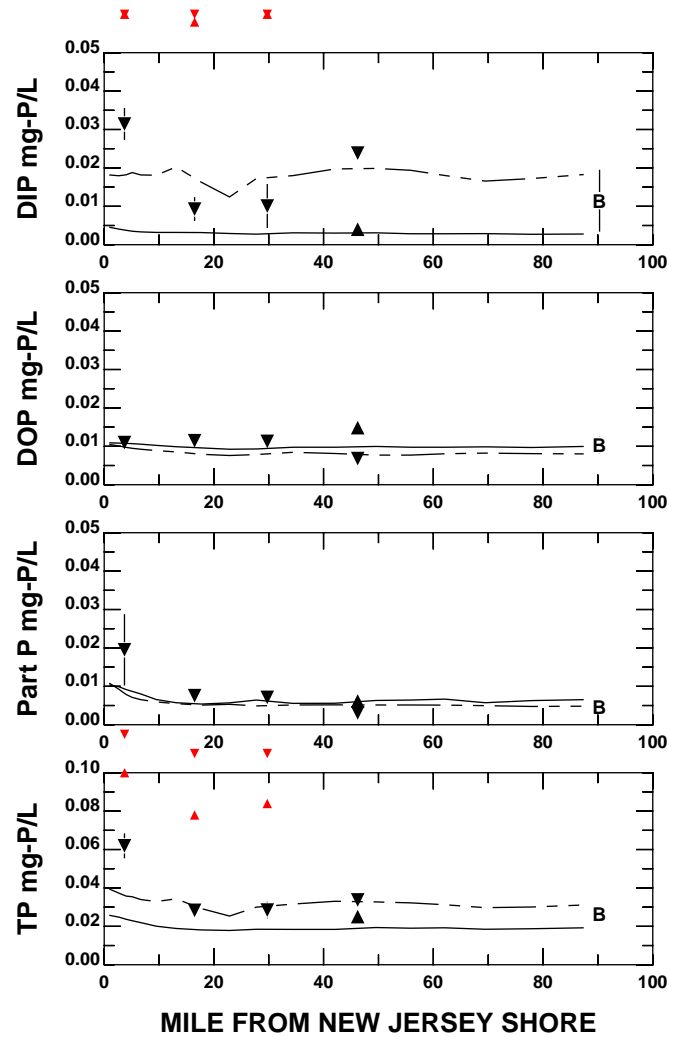 DIP mg-P/L
0.05
0.04
0.03
0.02
0.01
0.00
B
0 20 40 60 80 100
DOP mg-P/L
0.05
0.04
0.03
0.02
0.01
0.00
B
0 20 40 60 80 100
Part P mg-P/L
0.05
0.04
0.03
0.02
0.01
0.00
B
0 20 40 60 80 100
TP mg-P/L
0.10
0.08
0.06
0.04
0.02
0.00
B
0 20 40 60 80 100
MILE FROM NEW JERSEY SHORE